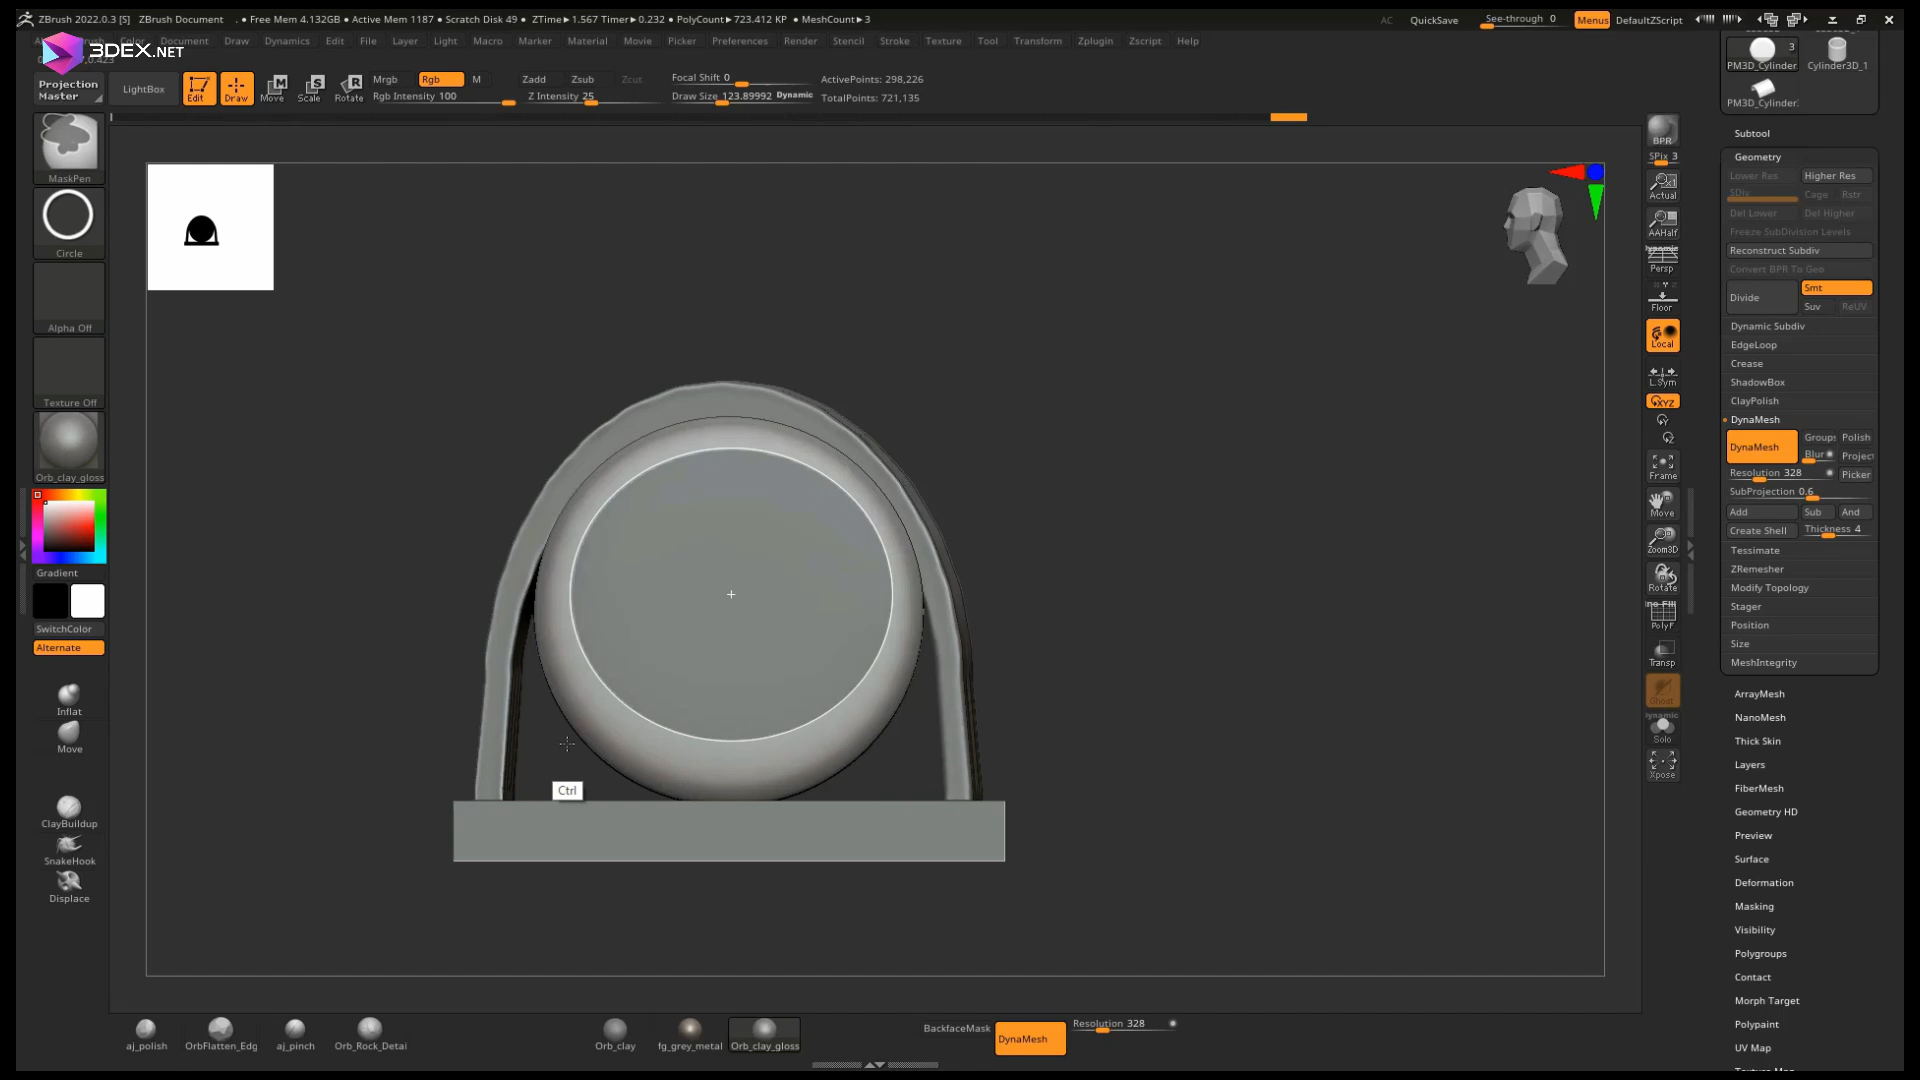 ZBrush 2022.0.3 [S] ZBrush Document . • Free Mem 4.132GB • Active Mem 1187 • Scratch Disk 49 • ZTime▶1.567 Timer▶0.232 • PolyCount▶723.412 KP • MeshCount▶3 AC QuickSave See-through 0 Menus DefaultZScript
Color Document Draw Dynamics Edit File Layer Light Macro Marker Material Movie Picker Preferences Render Stencil Stroke Texture Tool Transform Zplugin Zscript Help
3DEX.NET
Projection Master
LightBox
Edit
Draw
Move
Scale
Rotate
Mrgb Rgb M
Rgb Intensity 100
Zadd Zsub Zcut
Z Intensity 25
Focal Shift 0
Draw Size 123.89992 Dynamic
ActivePoints: 298,226
TotalPoints: 721,135
MaskPen
Circle
Alpha Off
Texture Off
Orb_clay_gloss
Gradient
SwitchColor
Alternate
Inflat
Move
ClayBuildup
SnakeHook
Displace
Ctrl
BPR
SPix 3
Actual
AAHalf
Dynamic
Persp
Floor
Local
L.Sym
XYZ
Frame
Move
Zoom3D
Rotate
PolyF
Transp
Ghost
Dynamic
Solo
Xpose
3
PM3D_Cylinder
Cylinder3D_1
PM3D_Cylinder
Subtool
Geometry
Lower Res Higher Res
SDiv Cage Rstr
Del Lower Del Higher
Freeze SubDivision Levels
Reconstruct Subdiv
Convert BPR To Geo
Divide Smt
Suv ReUV
Dynamic Subdiv
EdgeLoop
Crease
ShadowBox
ClayPolish
DynaMesh
DynaMesh Groups Polish
Blur Project
Resolution 328 Picker
SubProjection 0.6
Add Sub And
Create Shell Thickness 4
Tessimate
ZRemesher
Modify Topology
Stager
Position
Size
MeshIntegrity
ArrayMesh
NanoMesh
Thick Skin
Layers
FiberMesh
Geometry HD
Preview
Surface
Deformation
Masking
Visibility
Polygroups
Contact
Morph Target
Polypaint
UV Map
aj_polish OrbFlatten_Edg aj_pinch Orb_Rock_Detai Orb_clay fg_grey_metal Orb_clay_gloss
BackfaceMask DynaMesh Resolution 328